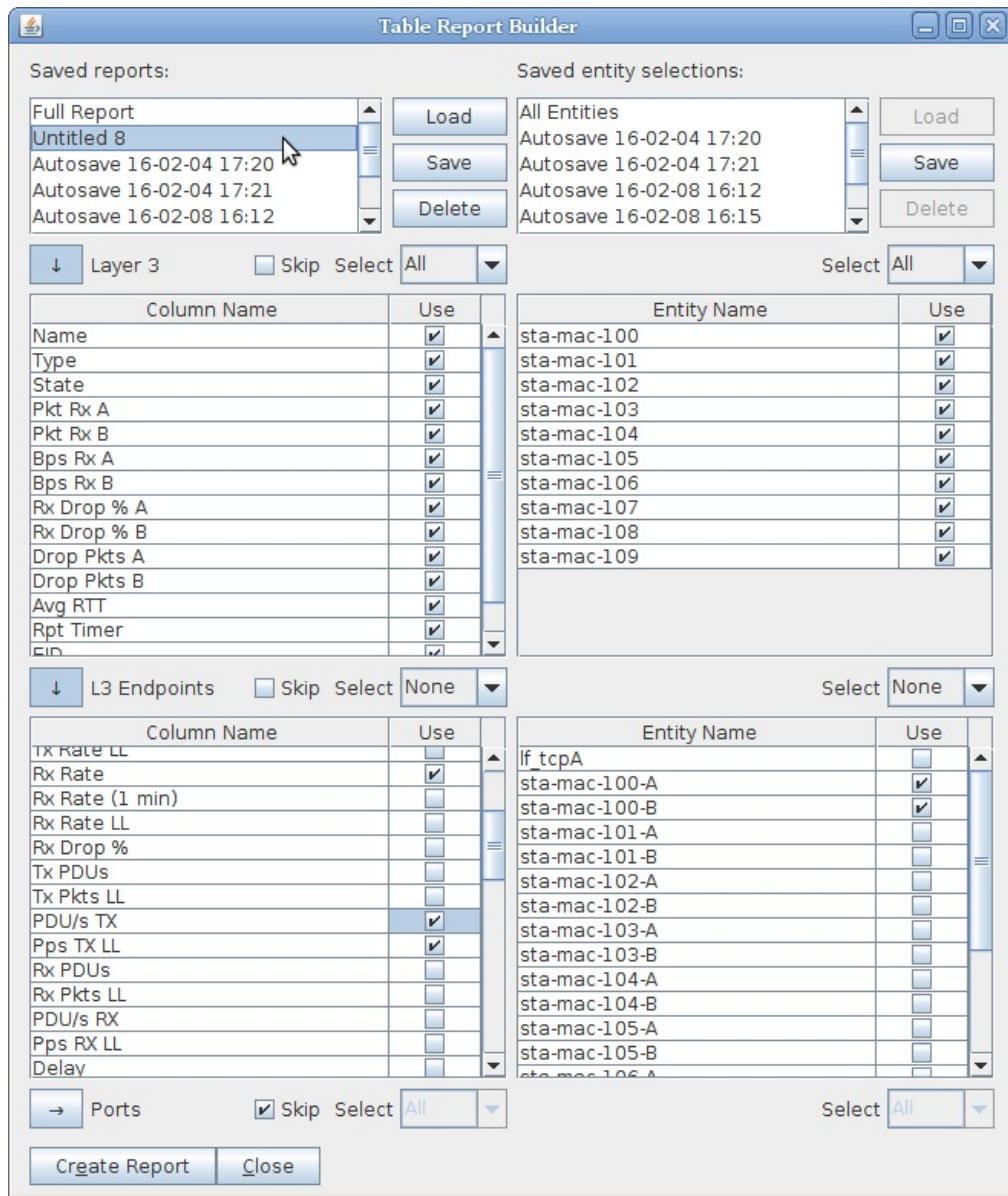 Table Report Builder
Saved reports: Saved entity selections:
Full Report Load All Entities Load
Untitled 8 Autosave 16-02-04 17:20
Autosave 16-02-04 17:20 Save Autosave 16-02-04 17:21 Save
Autosave 16-02-04 17:21 Autosave 16-02-08 16:12
Autosave 16-02-08 16:12 Delete Autosave 16-02-08 16:15 Delete
↓ Layer 3 Skip Select All Select All
Column Name Use Entity Name Use
Name sta-mac-100
Type sta-mac-101
State sta-mac-102
Pkt Rx A sta-mac-103
Pkt Rx B sta-mac-104
Bps Rx A sta-mac-105
Bps Rx B sta-mac-106
Rx Drop % A sta-mac-107
Rx Drop % B sta-mac-108
Drop Pkts A sta-mac-109
Drop Pkts B
Avg RTT
Rpt Timer
EID
↓ L3 Endpoints Skip Select None Select None
Column Name Use Entity Name Use
Tx Rate LL lf_tcpA
Rx Rate sta-mac-100-A
Rx Rate (1 min) sta-mac-100-B
Rx Rate LL sta-mac-101-A
Rx Drop % sta-mac-101-B
Tx PDUs sta-mac-102-A
Tx Pkts LL sta-mac-102-B
PDU/s TX sta-mac-103-A
Pps TX LL sta-mac-103-B
Rx PDUs sta-mac-104-A
Rx Pkts LL sta-mac-104-B
PDU/s RX sta-mac-105-A
Pps RX LL sta-mac-105-B
Delay sta-mac-106-A
→ Ports Skip Select All Select All
Create Report Close